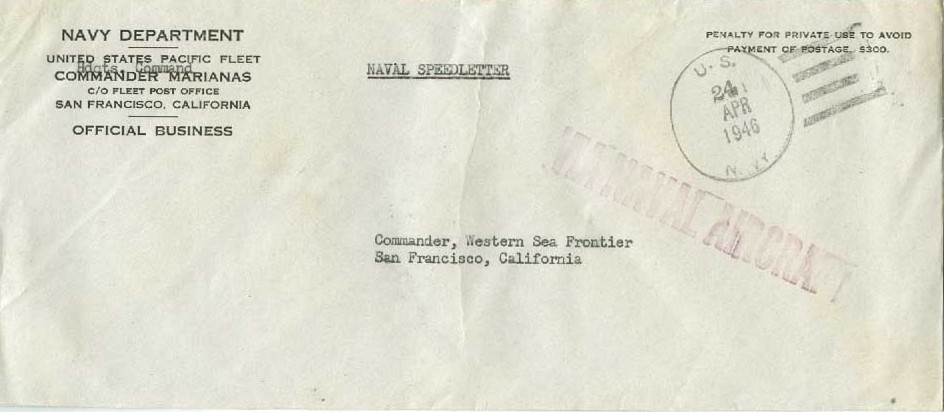 NAVY DEPARTMENT
UNITED STATES PACIFIC FLEET
Hdqts. Command
COMMANDER MARIANAS
C/O FLEET POST OFFICE
SAN FRANCISCO, CALIFORNIA
OFFICIAL BUSINESS
NAVAL SPEEDLETTER
PENALTY FOR PRIVATE USE TO AVOID
PAYMENT OF POSTAGE, $300.
U. S.
24
APR
1946
NAVY
VIA NAVAL AIRCRAFT
Commander, Western Sea Frontier
San Francisco, California